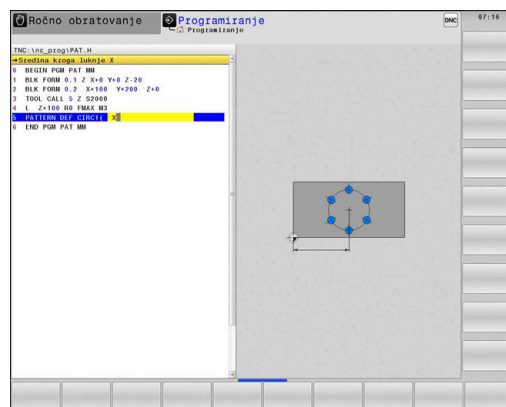 Ročno obratovanje
Programiranje
Programiranje
DNC
07:16
TNC:\nc_prog\PAT.H
→Sredina kroga luknje X
0 BEGIN PGM PAT MM
1 BLK FORM 0.1 Z X+0 Y+0 Z-20
2 BLK FORM 0.2 X+100 Y+200 Z+0
3 TOOL CALL 5 Z S2000
4 L Z+100 R0 FMAX M3
5 PATTERN DEF CIRC1( X
6 END PGM PAT MM